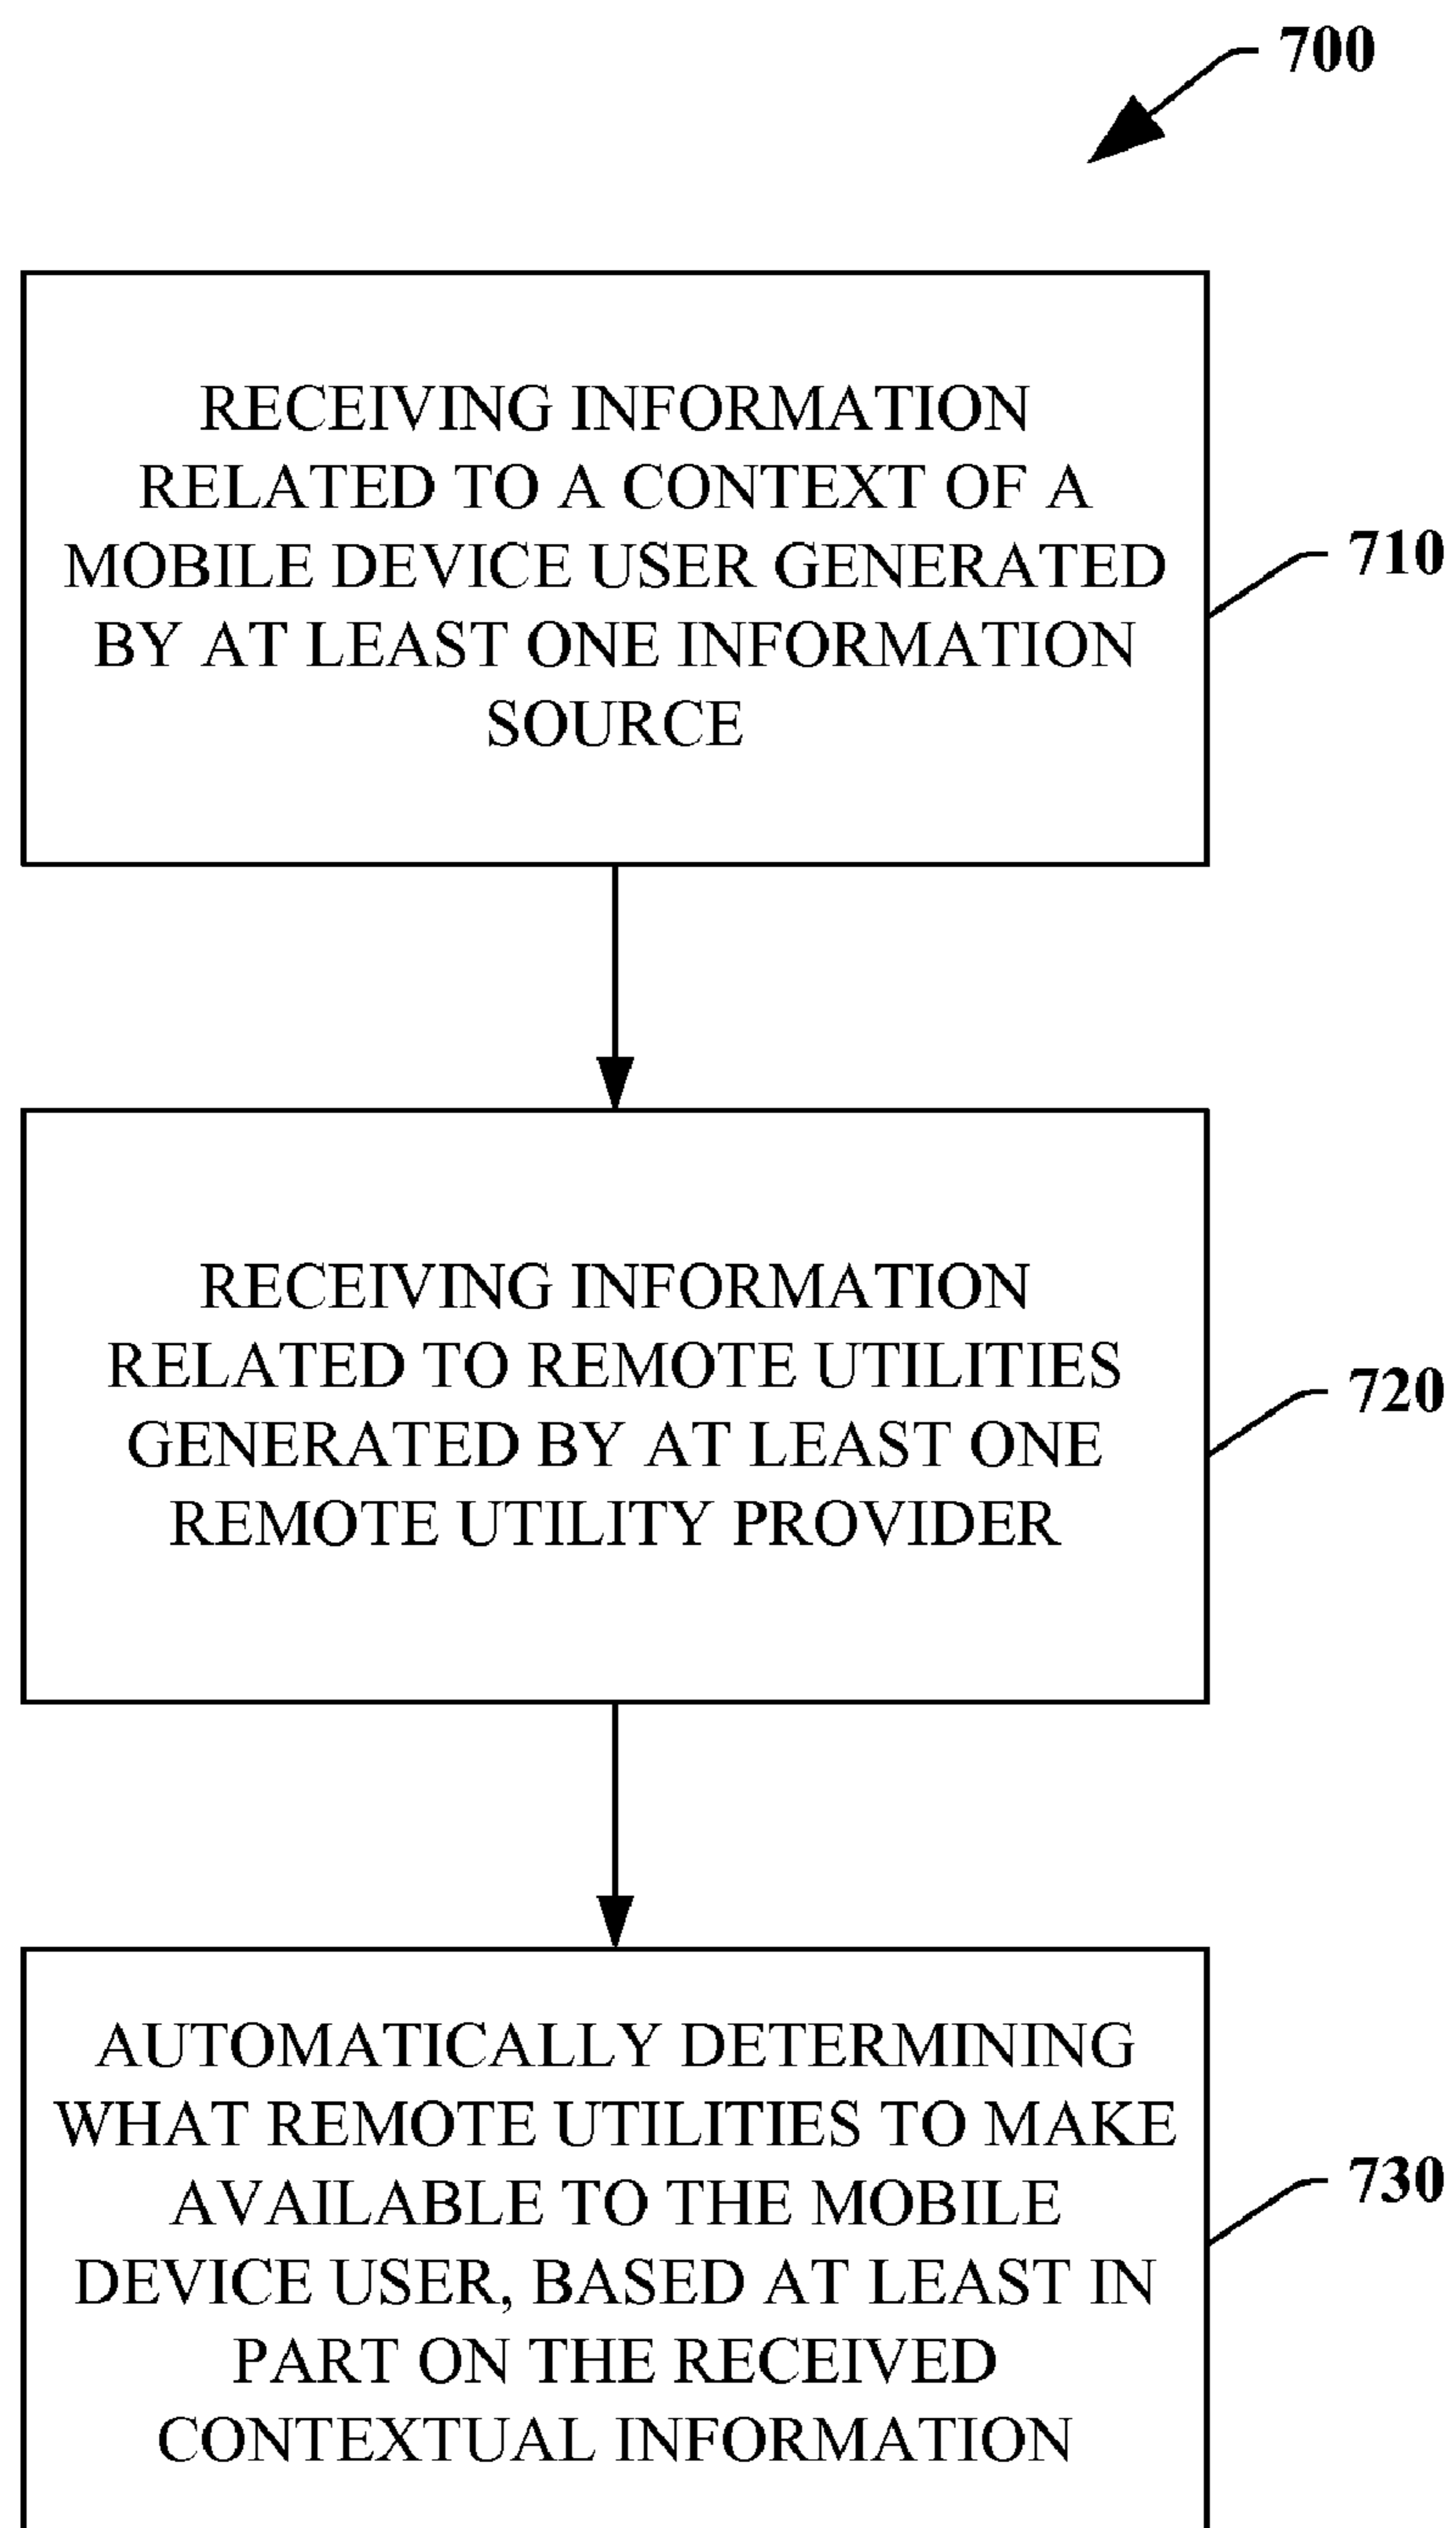 700
RECEIVING INFORMATION
RELATED TO A CONTEXT OF A
MOBILE DEVICE USER GENERATED
BY AT LEAST ONE INFORMATION
SOURCE
710
RECEIVING INFORMATION
RELATED TO REMOTE UTILITIES
GENERATED BY AT LEAST ONE
REMOTE UTILITY PROVIDER
720
AUTOMATICALLY DETERMINING
WHAT REMOTE UTILITIES TO MAKE
AVAILABLE TO THE MOBILE
DEVICE USER, BASED AT LEAST IN
PART ON THE RECEIVED
CONTEXTUAL INFORMATION
730